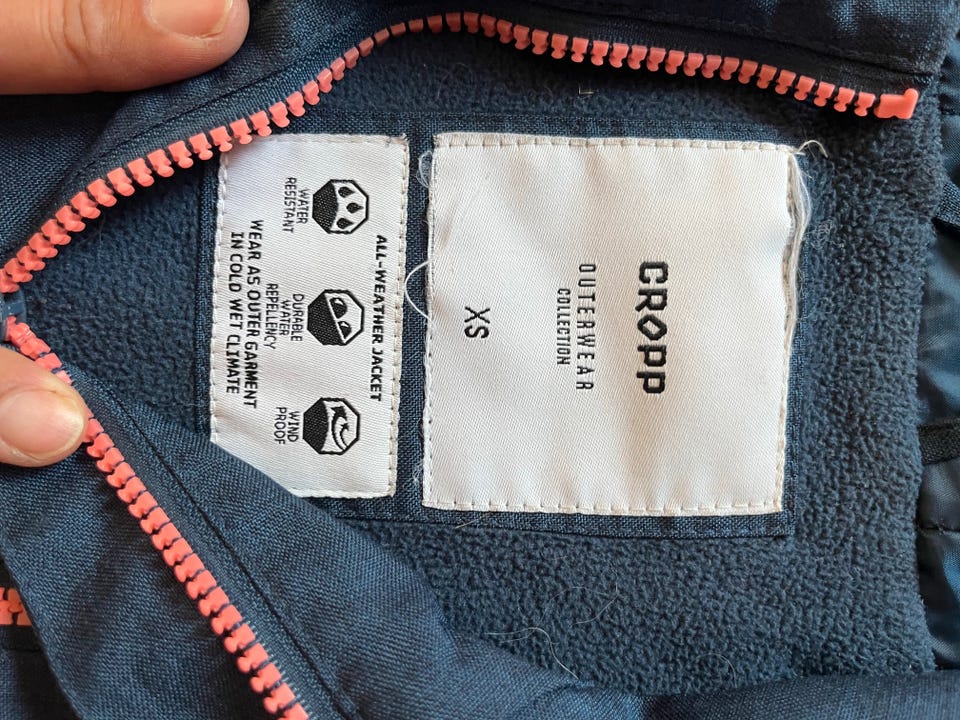 CROPP
OUTERWEAR
COLLECTION
XS
ALL-WEATHER JACKET
WATER
RESISTANT
DURABLE
WATER
REPELLENCY
WIND
PROOF
WEAR AS OUTER GARMENT
IN COLD WET CLIMATE